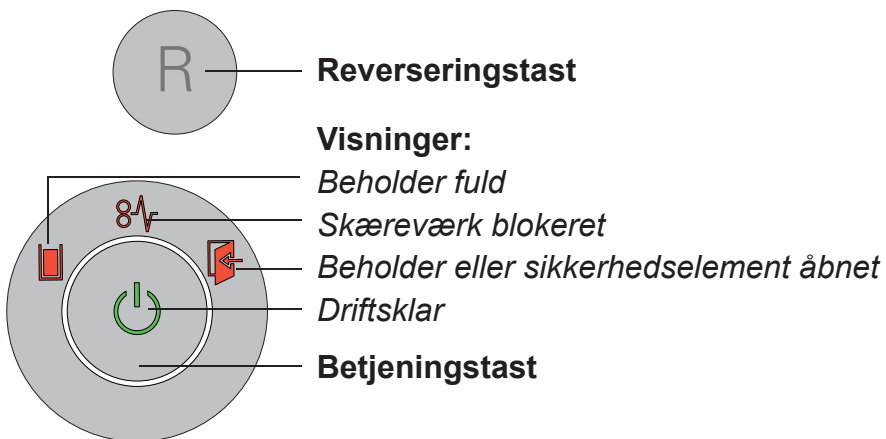 R
Reverseringstast
Visninger:
Beholder fuld
Skæreværk blokeret
Beholder eller sikkerhedselement åbnet
Driftsklar
Betjeningstast